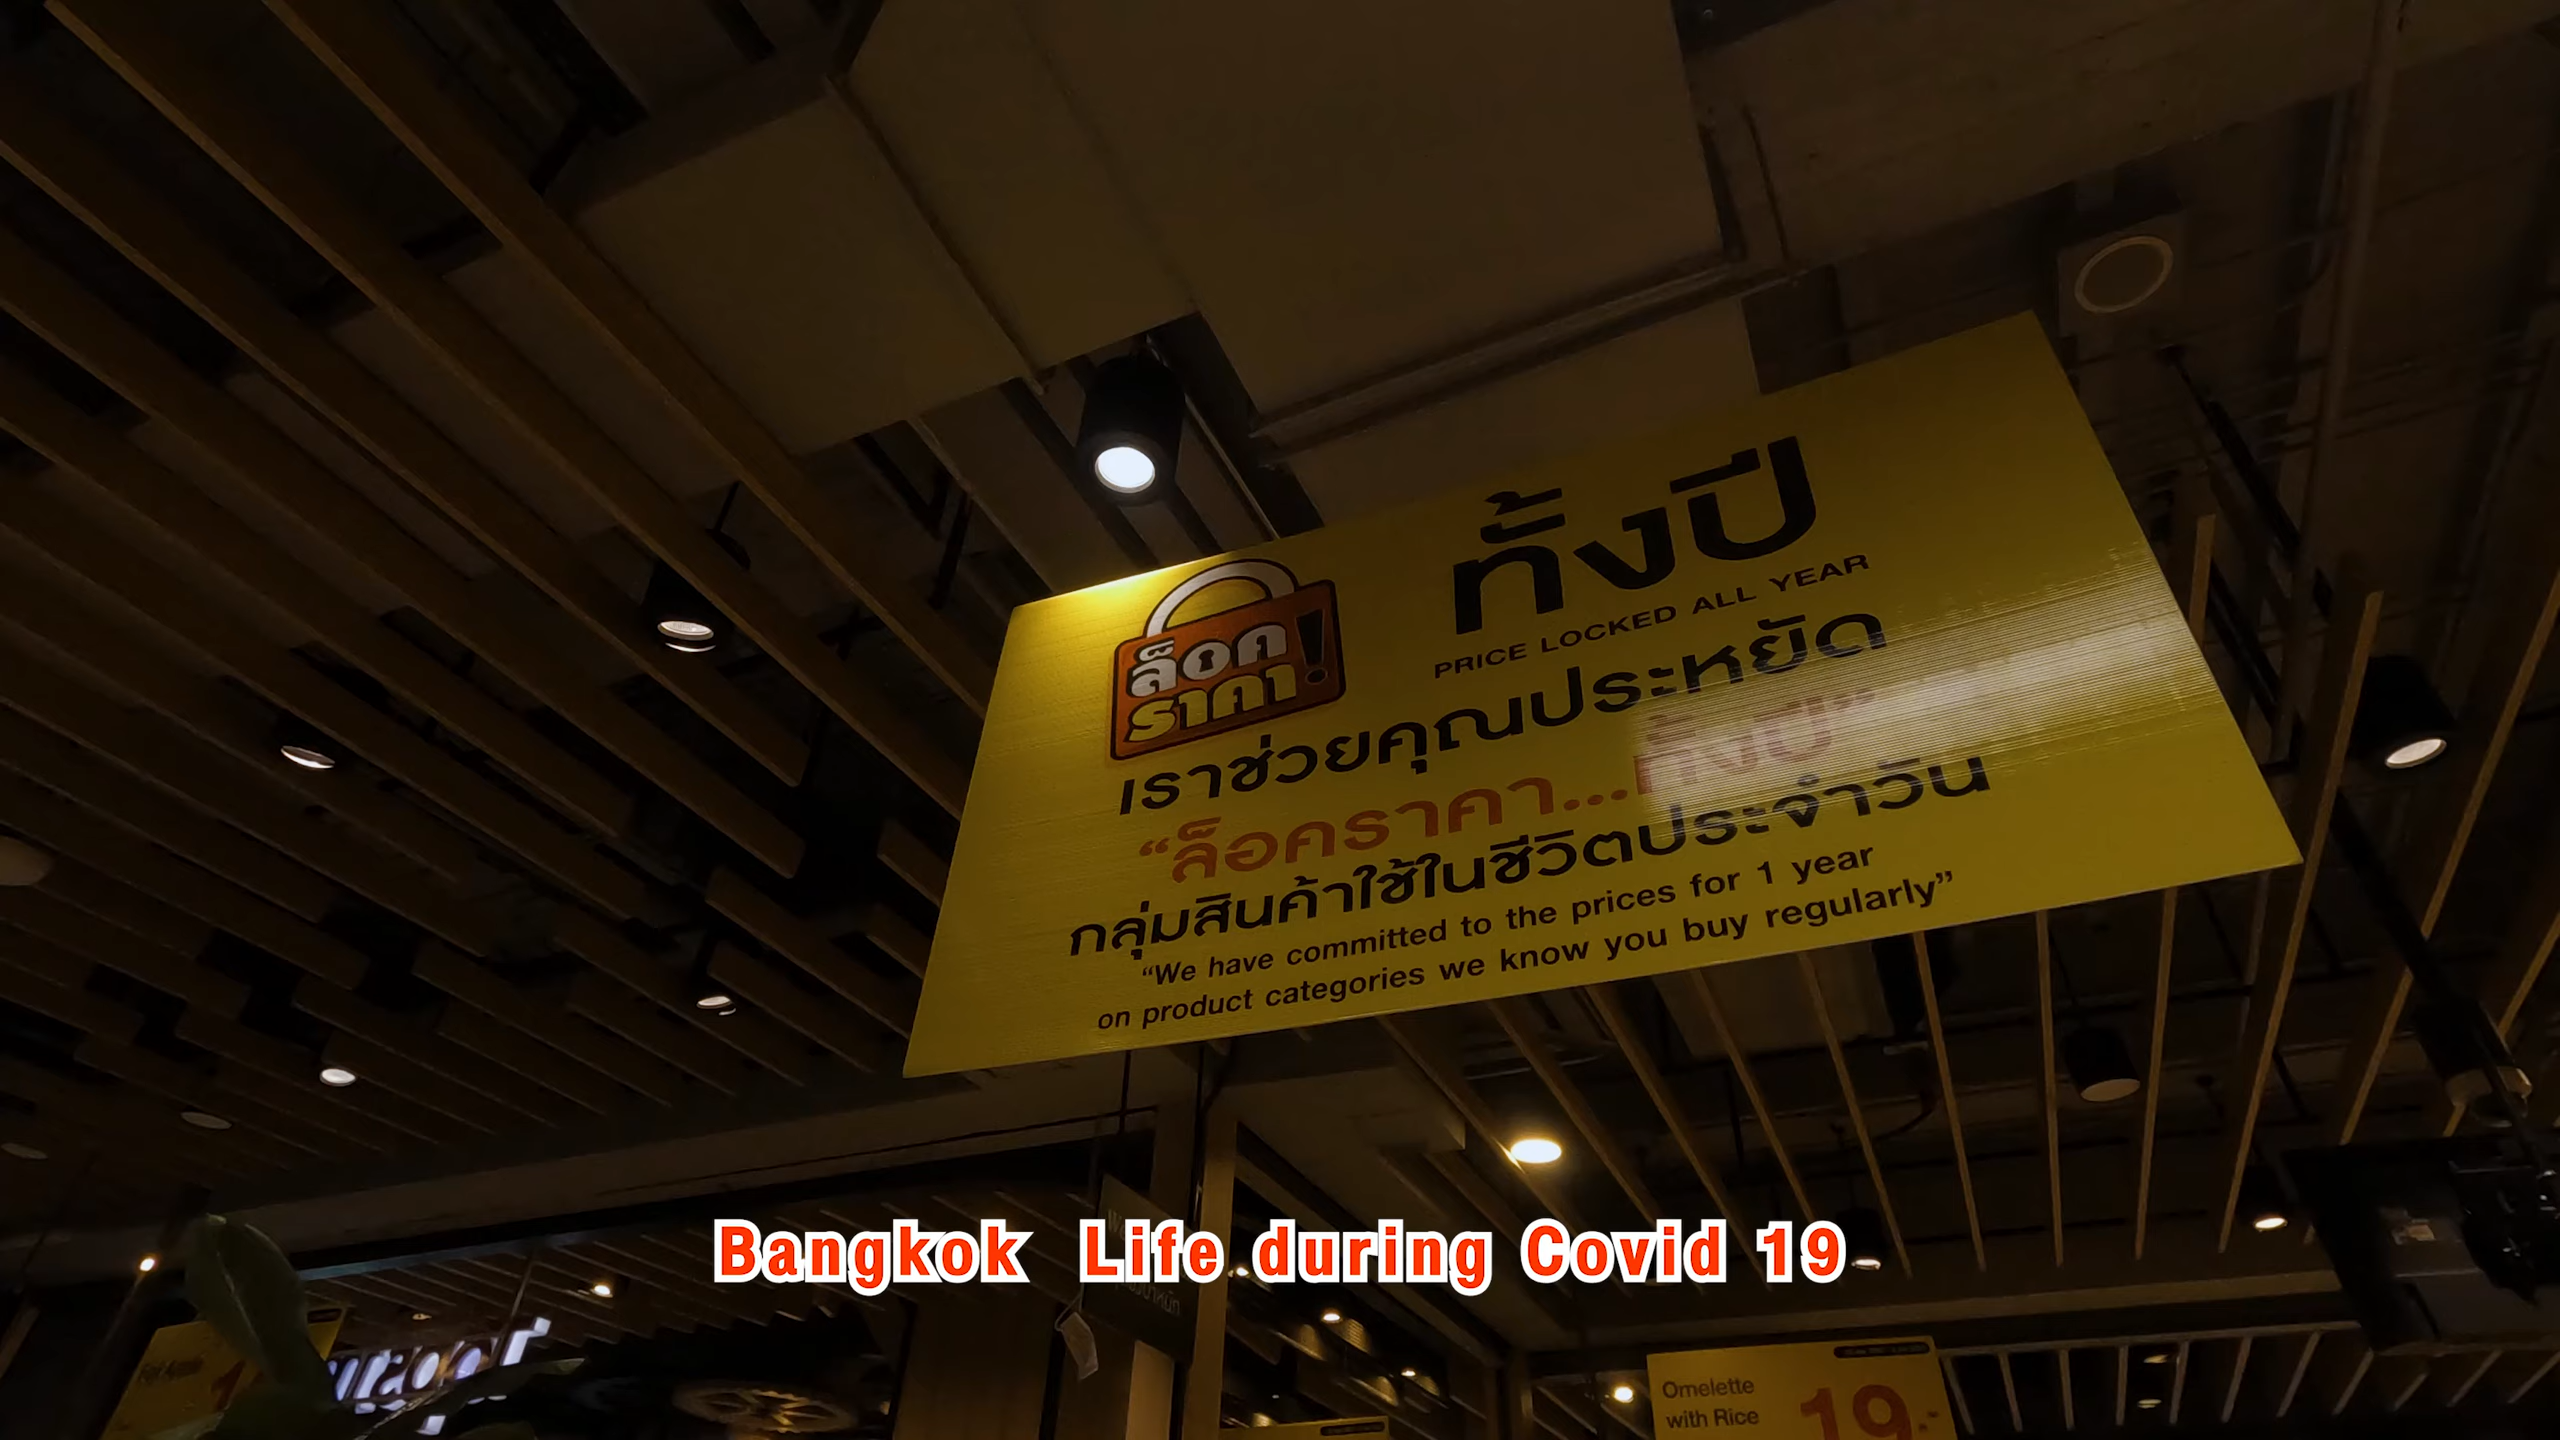 ล็อค
ราคา!
ทั้งปี
PRICE LOCKED ALL YEAR
เราช่วยคุณประหยัด
“ล็อคราคา...ทั้งปี”
กลุ่มสินค้าใช้ในชีวิตประจำวัน
“We have committed to the prices for 1 year
on product categories we know you buy regularly”
Bangkok Life during Covid 19
Omelette
with Rice
19.-